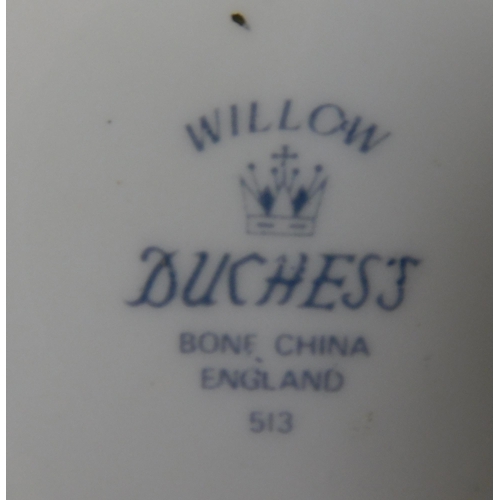 WILLOW
DUCHESS
BONE CHINA
ENGLAND
513